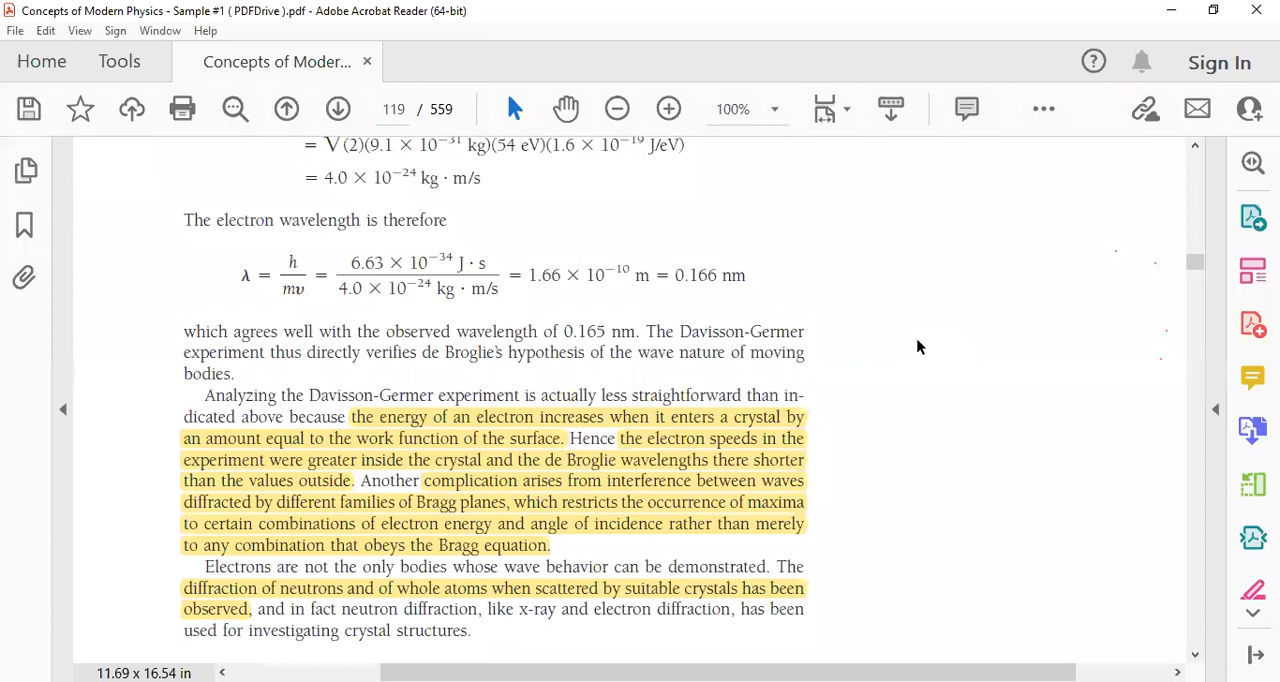 Concepts of Modern Physics - Sample #1 ( PDFDrive ).pdf - Adobe Acrobat Reader (64-bit)
File Edit View Sign Window Help
Home Tools Concepts of Moder... × Sign In
119 / 559 100%
= √(2)(9.1 × 10⁻³¹ kg)(54 eV)(1.6 × 10⁻¹⁹ J/eV)
= 4.0 × 10⁻²⁴ kg · m/s
The electron wavelength is therefore
λ = h/mυ = 6.63 × 10⁻³⁴ J · s / 4.0 × 10⁻²⁴ kg · m/s = 1.66 × 10⁻¹⁰ m = 0.166 nm
which agrees well with the observed wavelength of 0.165 nm. The Davisson-Germer
experiment thus directly verifies de Broglie's hypothesis of the wave nature of moving
bodies.
Analyzing the Davisson-Germer experiment is actually less straightforward than in-
dicated above because the energy of an electron increases when it enters a crystal by
an amount equal to the work function of the surface. Hence the electron speeds in the
experiment were greater inside the crystal and the de Broglie wavelengths there shorter
than the values outside. Another complication arises from interference between waves
diffracted by different families of Bragg planes, which restricts the occurrence of maxima
to certain combinations of electron energy and angle of incidence rather than merely
to any combination that obeys the Bragg equation.
Electrons are not the only bodies whose wave behavior can be demonstrated. The
diffraction of neutrons and of whole atoms when scattered by suitable crystals has been
observed, and in fact neutron diffraction, like x-ray and electron diffraction, has been
used for investigating crystal structures.
11.69 x 16.54 in